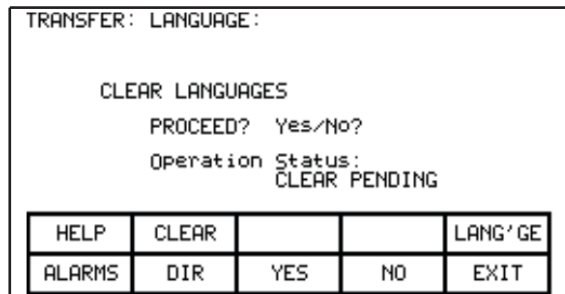 TRANSFER: LANGUAGE:
CLEAR LANGUAGES
PROCEED? Yes/No?
Operation Status:
CLEAR PENDING
HELP CLEAR LANG'GE
ALARMS DIR YES NO EXIT